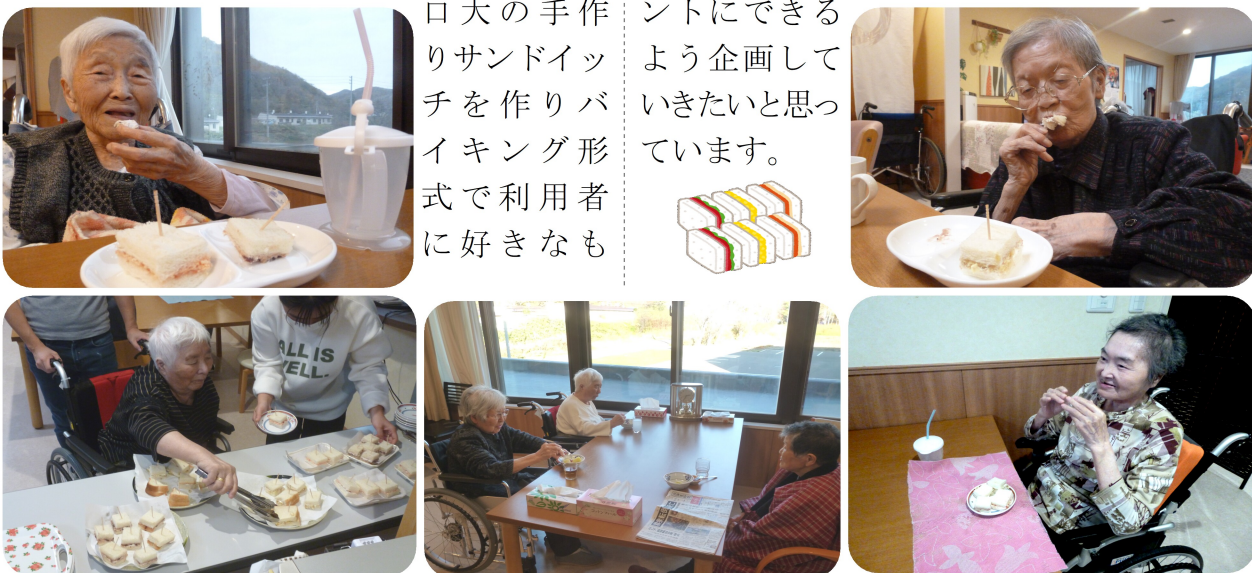 口大の手作
りサンドイッ
チを作りバ
イキング形
式で利用者
に好きなも
ントにできる
よう企画して
いきたいと思っ
ています。
ALL IS
WELL.